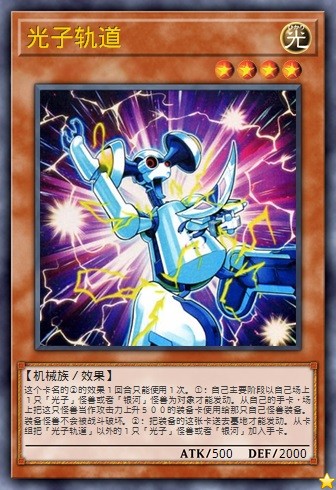 光子轨道
光
【机械族／效果】
这个卡名的②的效果1回合只能使用1次。①：自己主要阶段以自己场上
1只「光子」怪兽或者「银河」怪兽为对象才能发动。从自己的手卡·场
上把这只怪兽当作攻击力上升５００的装备卡使用给那只自己怪兽装备。
装备怪兽不会被战斗破坏。②：把装备的这张卡送去墓地才能发动。从卡
组把「光子轨道」以外的1只「光子」怪兽或者「银河」加入手卡。
ATK/500 DEF/2000